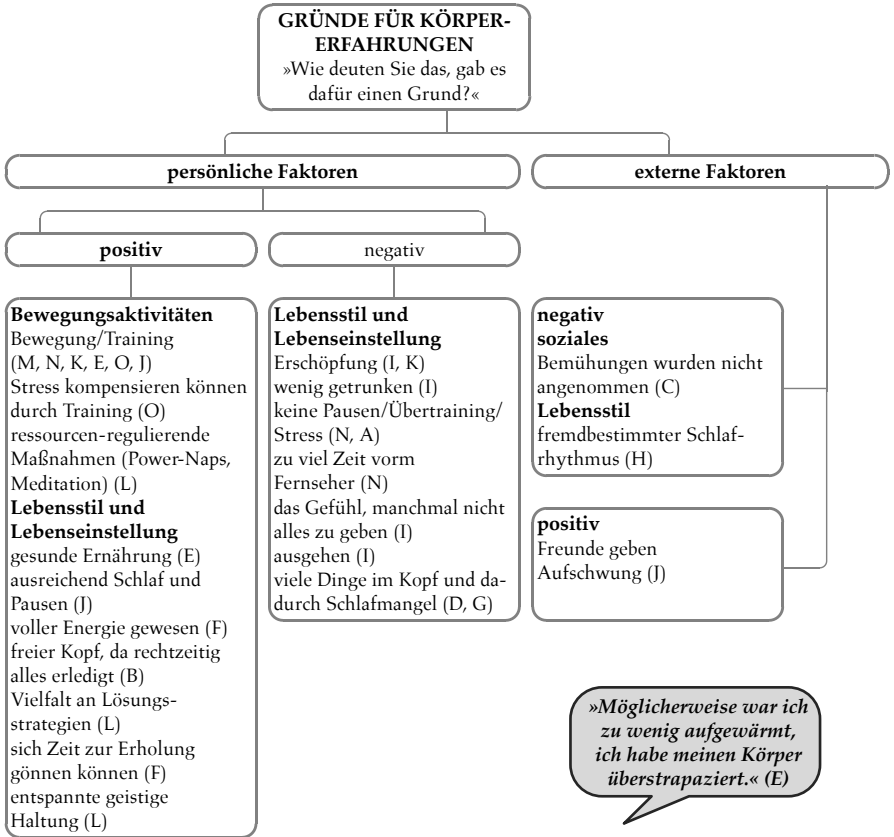 GRÜNDE FÜR KÖRPER-
ERFAHRUNGEN
»Wie deuten Sie das, gab es
dafür einen Grund?«
persönliche Faktoren
externe Faktoren
positiv
negativ
Bewegungsaktivitäten
Bewegung/Training
(M, N, K, E, O, J)
Stress kompensieren können
durch Training (O)
ressourcen-regulierende
Maßnahmen (Power-Naps,
Meditation) (L)
Lebensstil und
Lebenseinstellung
gesunde Ernährung (E)
ausreichend Schlaf und
Pausen (J)
voller Energie gewesen (F)
freier Kopf, da rechtzeitig
alles erledigt (B)
Vielfalt an Lösungs-
strategien (L)
sich Zeit zur Erholung
gönnen können (F)
entspannte geistige
Haltung (L)
Lebensstil und
Lebenseinstellung
Erschöpfung (I, K)
wenig getrunken (I)
keine Pausen/Übertraining/
Stress (N, A)
zu viel Zeit vorm
Fernseher (N)
das Gefühl, manchmal nicht
alles zu geben (I)
ausgehen (I)
viele Dinge im Kopf und da-
durch Schlafmangel (D, G)
negativ
soziales
Bemühungen wurden nicht
angenommen (C)
Lebensstil
fremdbestimmter Schlaf-
rhythmus (H)
positiv
Freunde geben
Aufschwung (J)
»Möglicherweise war ich
zu wenig aufgewärmt,
ich habe meinen Körper
überstrapaziert.« (E)